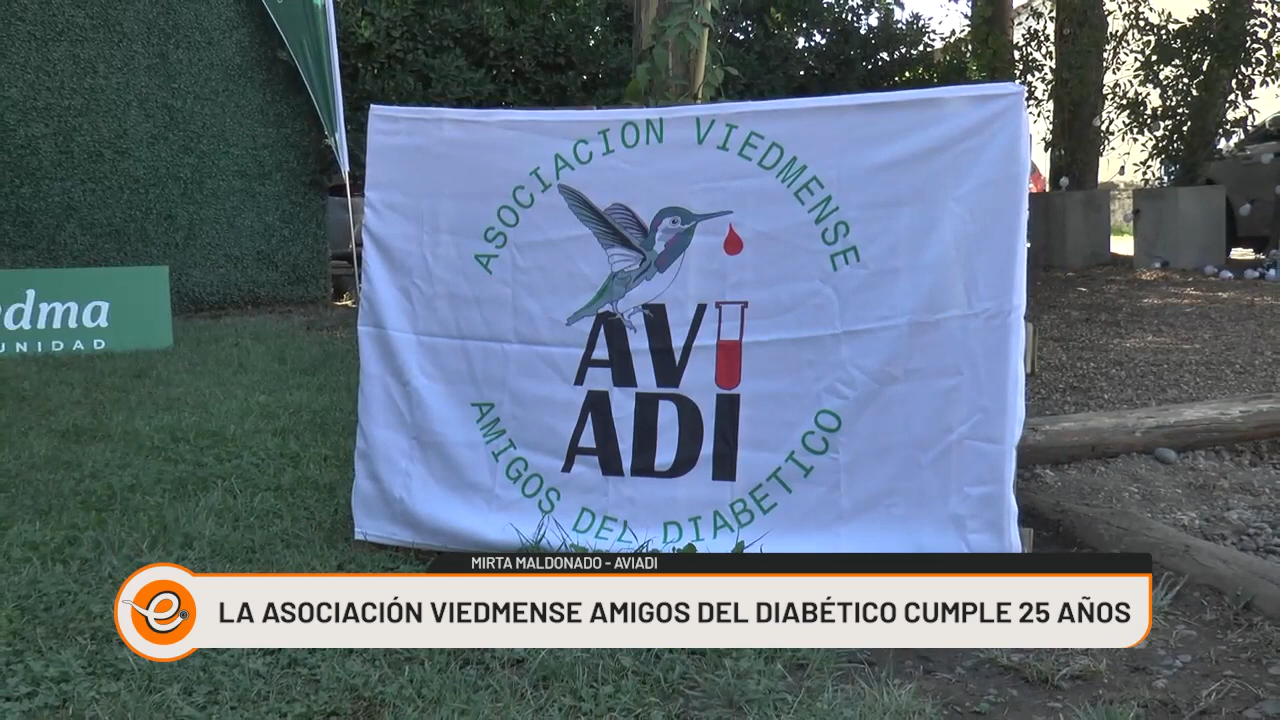 ASOCIACION VIEDMENSE
AVI
ADI
AMIGOS DEL DIABETICO
UNIDAD
MIRTA MALDONADO - AVIADI
LA ASOCIACIÓN VIEDMENSE AMIGOS DEL DIABÉTICO CUMPLE 25 AÑOS